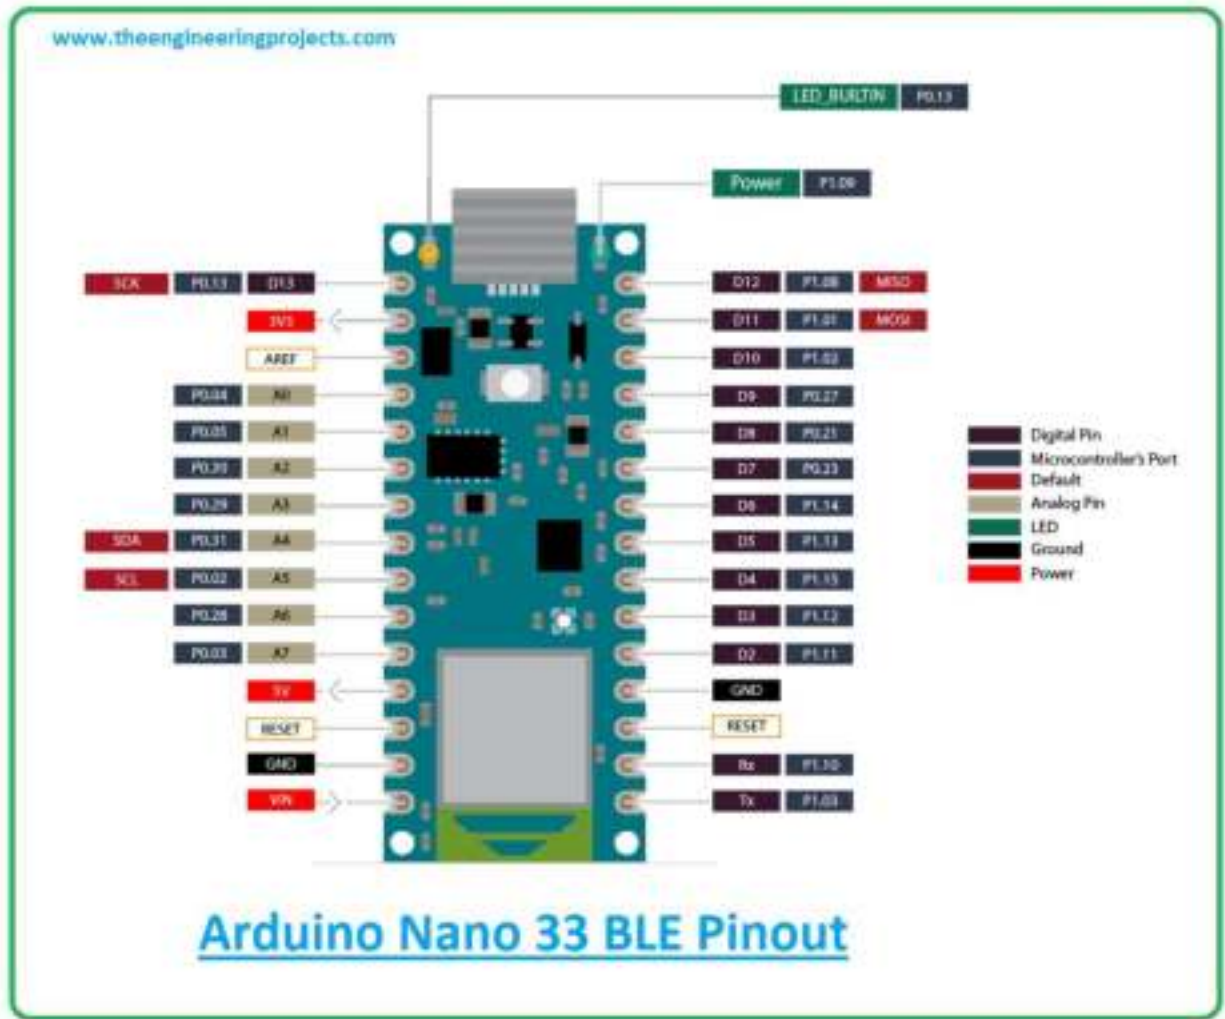 www.theengineeringprojects.com
LED_BUILTIN P0.13
Power P1.09
SCK P0.13 D13
3V3
AREF
P0.04 A0
P0.05 A1
P0.30 A2
P0.29 A3
SDA P0.31 A4
SCL P0.02 A5
P0.28 A6
P0.03 A7
5V
RESET
GND
VIN
D12 P1.08 MISO
D11 P1.01 MOSI
D10 P1.02
D9 P0.27
D8 P0.21
D7 P0.23
D6 P1.14
D5 P1.13
D4 P1.15
D3 P1.12
D2 P1.11
GND
RESET
Rx P1.10
Tx P1.03
Digital Pin
Microcontroller's Port
Default
Analog Pin
LED
Ground
Power
Arduino Nano 33 BLE Pinout